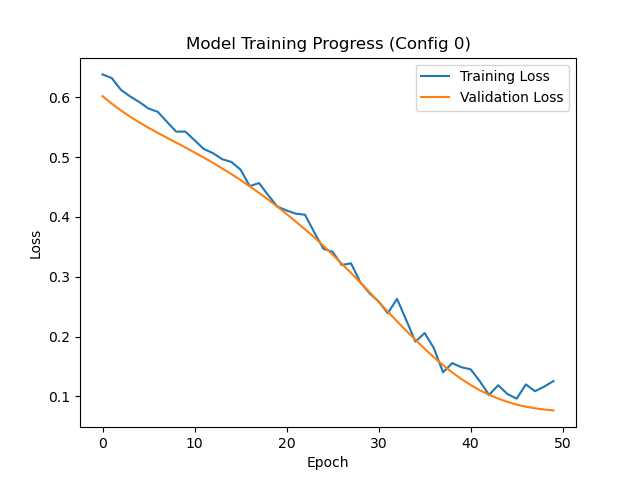 Model Training Progress (Config 0)
Training Loss
Validation Loss
Loss
0.6
0.5
0.4
0.3
0.2
0.1
0 10 20 30 40 50
Epoch